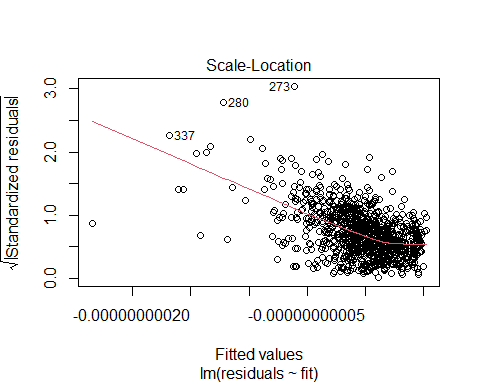 Scale-Location
√|Standardized residuals|
3.0
2.0
1.0
0.0
273
280
337
-0.00000000020
-0.00000000005
Fitted values
lm(residuals ~ fit)